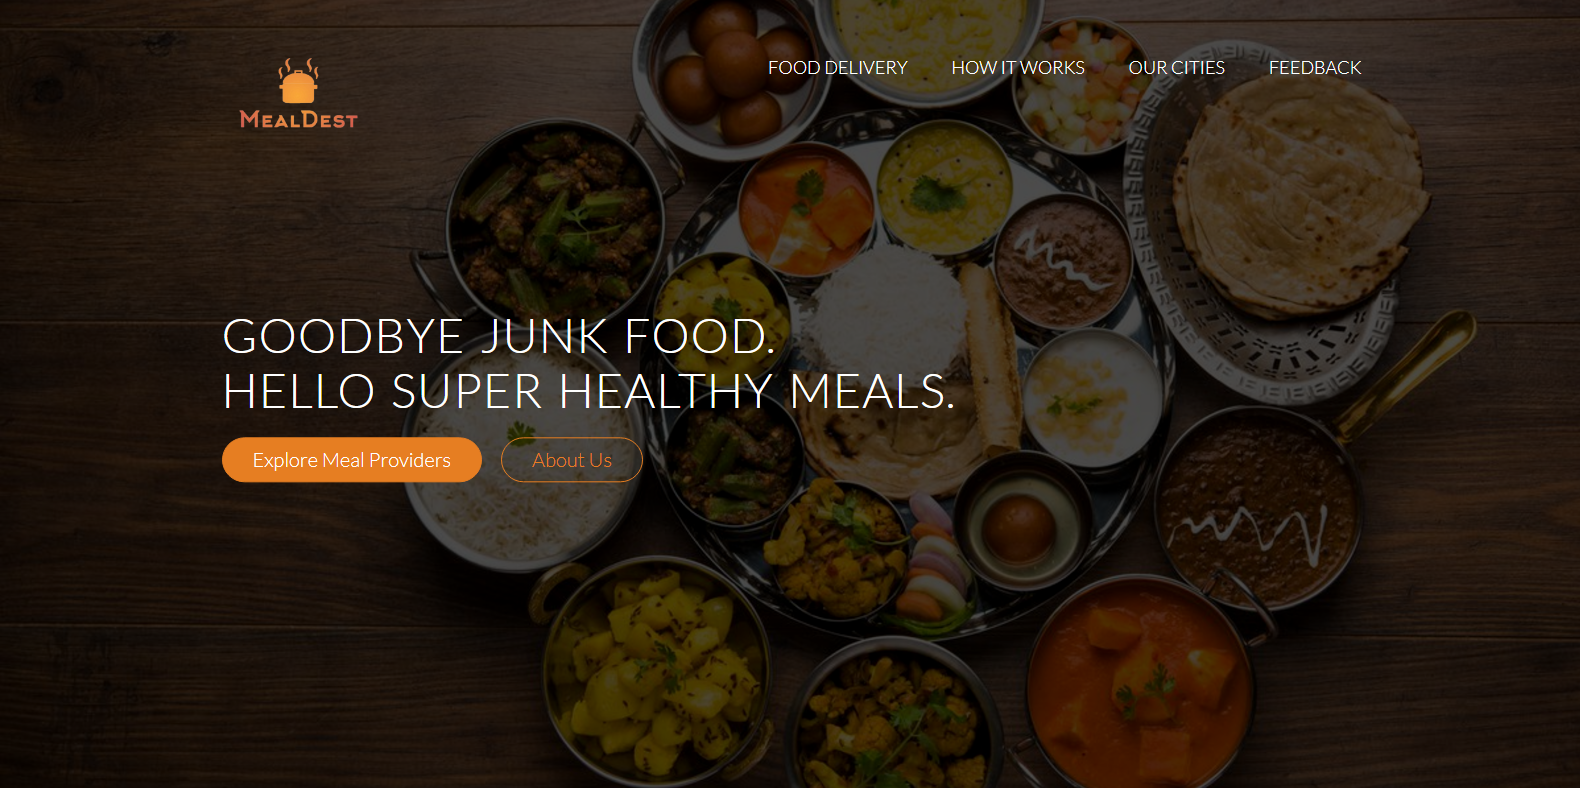 MEALDEST
FOOD DELIVERY
HOW IT WORKS
OUR CITIES
FEEDBACK
GOODBYE JUNK FOOD.
HELLO SUPER HEALTHY MEALS.
Explore Meal Providers
About Us